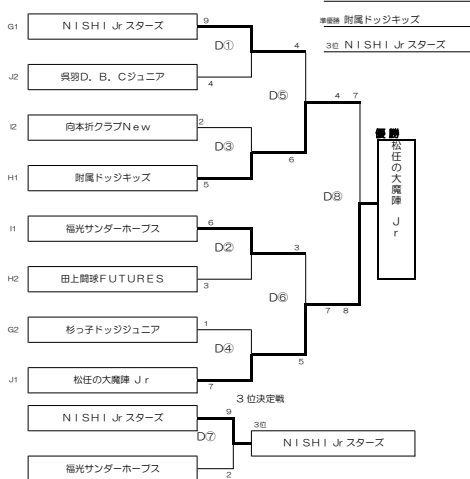 準優勝 附属ドッジキッズ
3位 ＮＩＳＨＩ Jr スターズ
G1 ＮＩＳＨＩ Jr スターズ 9
D① 4
J2 呉羽Ｄ．Ｂ．Ｃジュニア 4
D⑤
I2 向本折クラブＮｅｗ 2
4 7
D③
優勝
H1 附属ドッジキッズ 5
6
松任の大魔陣 Ｊｒ
D⑧
I1 福光サンダーホープス 6
D② 3
H2 田上闘球ＦＵＴＵＲＥＳ 3
D⑥
G2 杉っ子ドッジジュニア 1
7 8
D④
J1 松任の大魔陣 Ｊｒ 7
5
3位決定戦
ＮＩＳＨＩ Jr スターズ 9
D⑦
3位
ＮＩＳＨＩ Jr スターズ
福光サンダーホープス 2